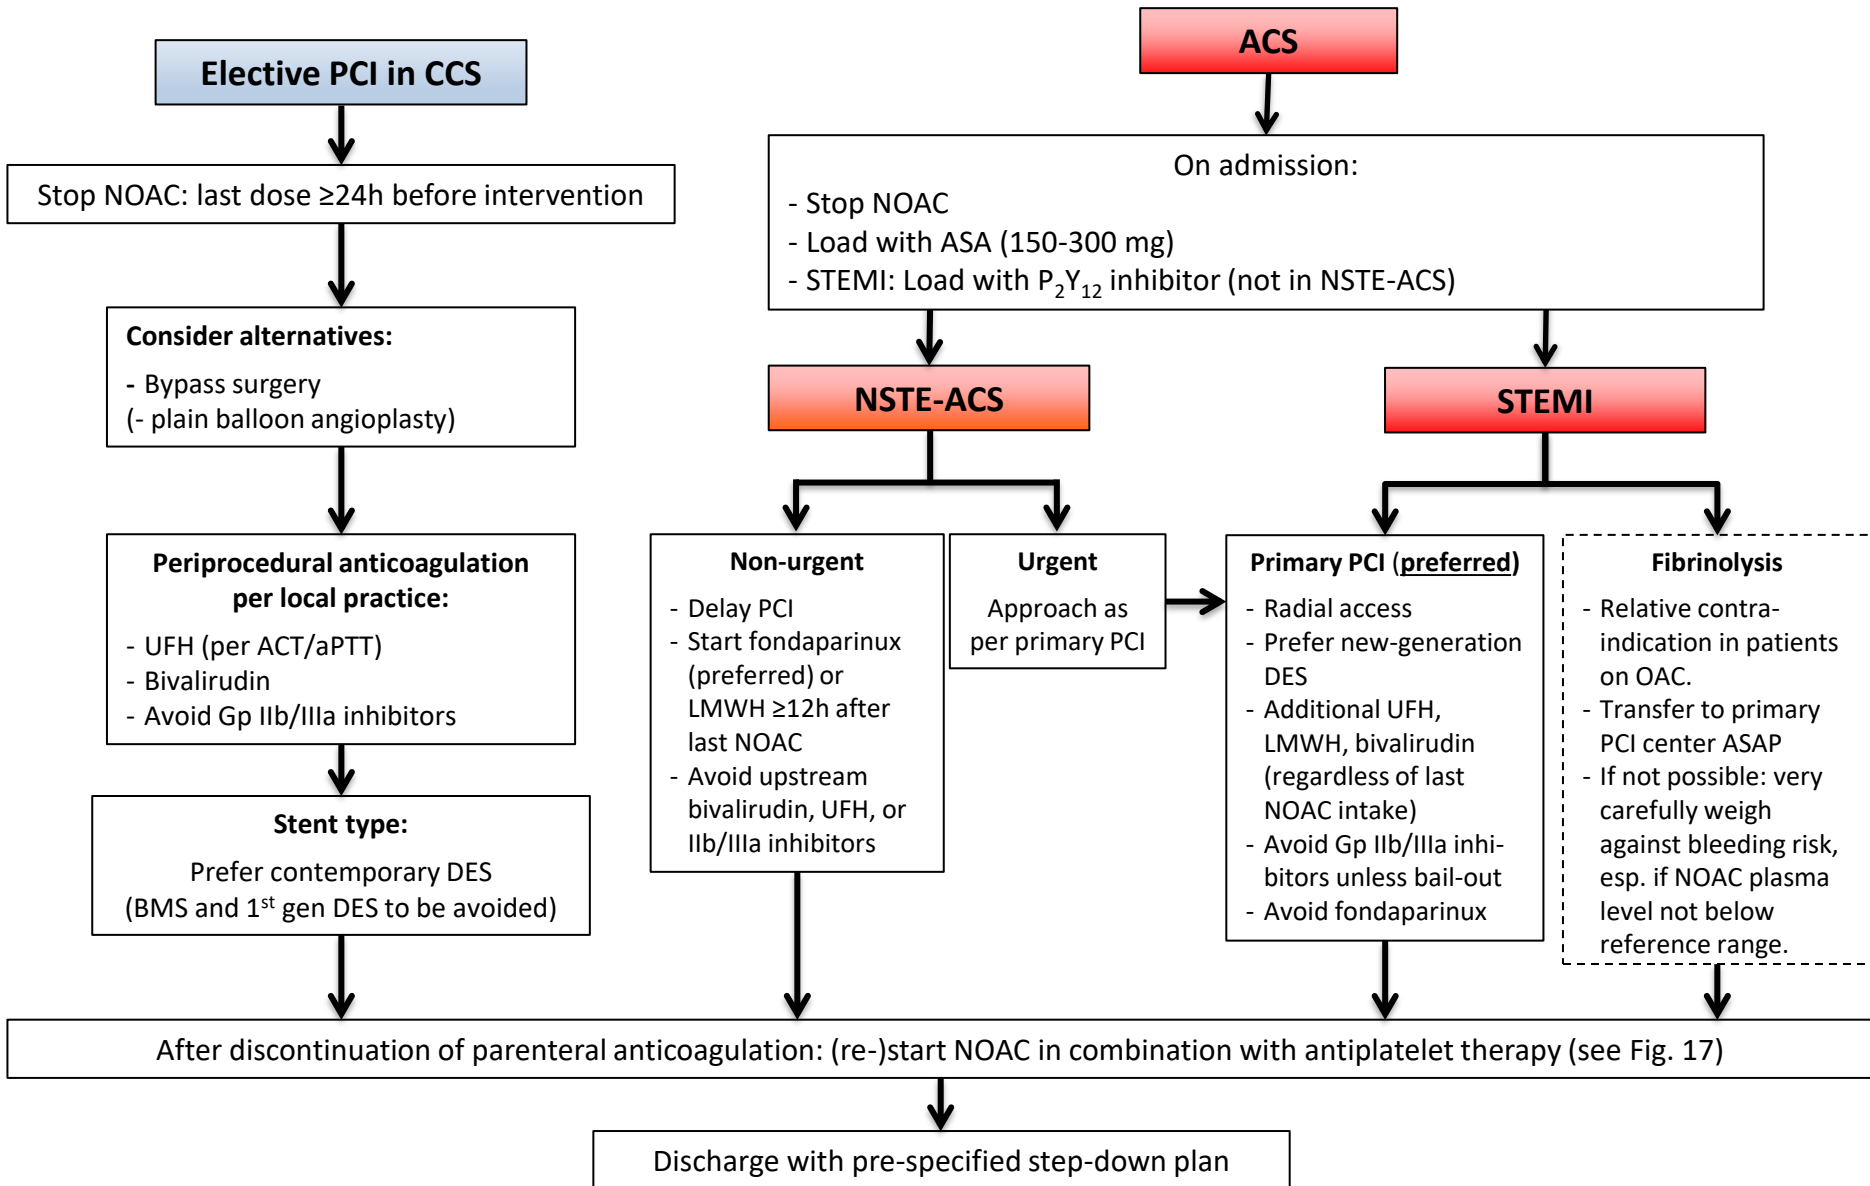 Elective PCI in CCS
Stop NOAC: last dose ≥24h before intervention
Consider alternatives:
- Bypass surgery
(- plain balloon angioplasty)
Periprocedural anticoagulation
per local practice:
- UFH (per ACT/aPTT)
- Bivalirudin
- Avoid Gp IIb/IIIa inhibitors
Stent type:
Prefer contemporary DES
(BMS and 1st gen DES to be avoided)
ACS
On admission:
- Stop NOAC
- Load with ASA (150-300 mg)
- STEMI: Load with P2Y12 inhibitor (not in NSTE-ACS)
NSTE-ACS
Non-urgent
- Delay PCI
- Start fondaparinux
(preferred) or
LMWH ≥12h after
last NOAC
- Avoid upstream
bivalirudin, UFH, or
IIb/IIIa inhibitors
Urgent
Approach as
per primary PCI
STEMI
Primary PCI (preferred)
- Radial access
- Prefer new-generation
DES
- Additional UFH,
LMWH, bivalirudin
(regardless of last
NOAC intake)
- Avoid Gp IIb/IIIa inhi-
bitors unless bail-out
- Avoid fondaparinux
Fibrinolysis
- Relative contra-
indication in patients
on OAC.
- Transfer to primary
PCI center ASAP
- If not possible: very
carefully weigh
against bleeding risk,
esp. if NOAC plasma
level not below
reference range.
After discontinuation of parenteral anticoagulation: (re-)start NOAC in combination with antiplatelet therapy (see Fig. 17)
Discharge with pre-specified step-down plan